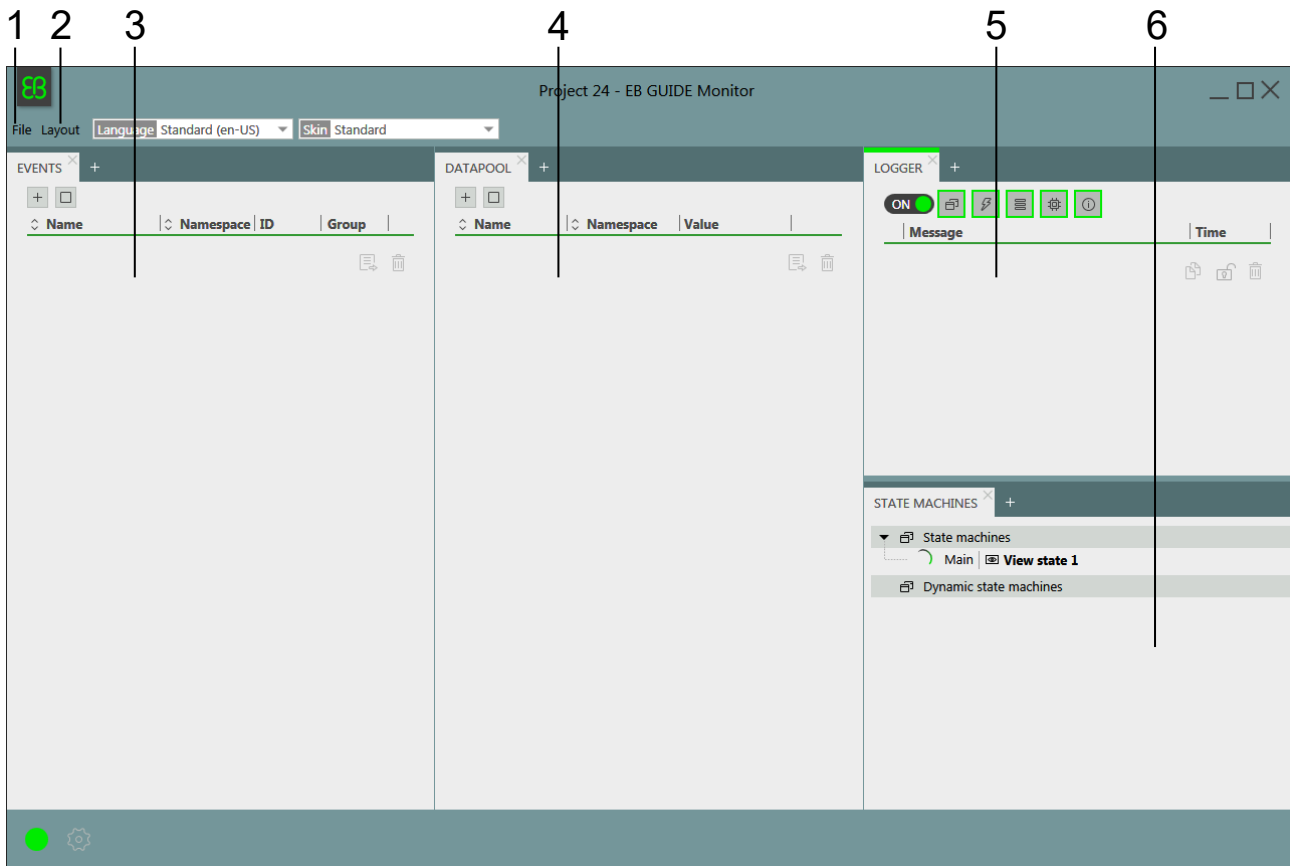 1 2 3 4 5 6
EB
Project 24 - EB GUIDE Monitor
File Layout Language Standard (en-US) Skin Standard
EVENTS
Name Namespace ID Group
DATAPOOL
Name Namespace Value
LOGGER
ON
Message Time
STATE MACHINES
State machines
Main View state 1
Dynamic state machines